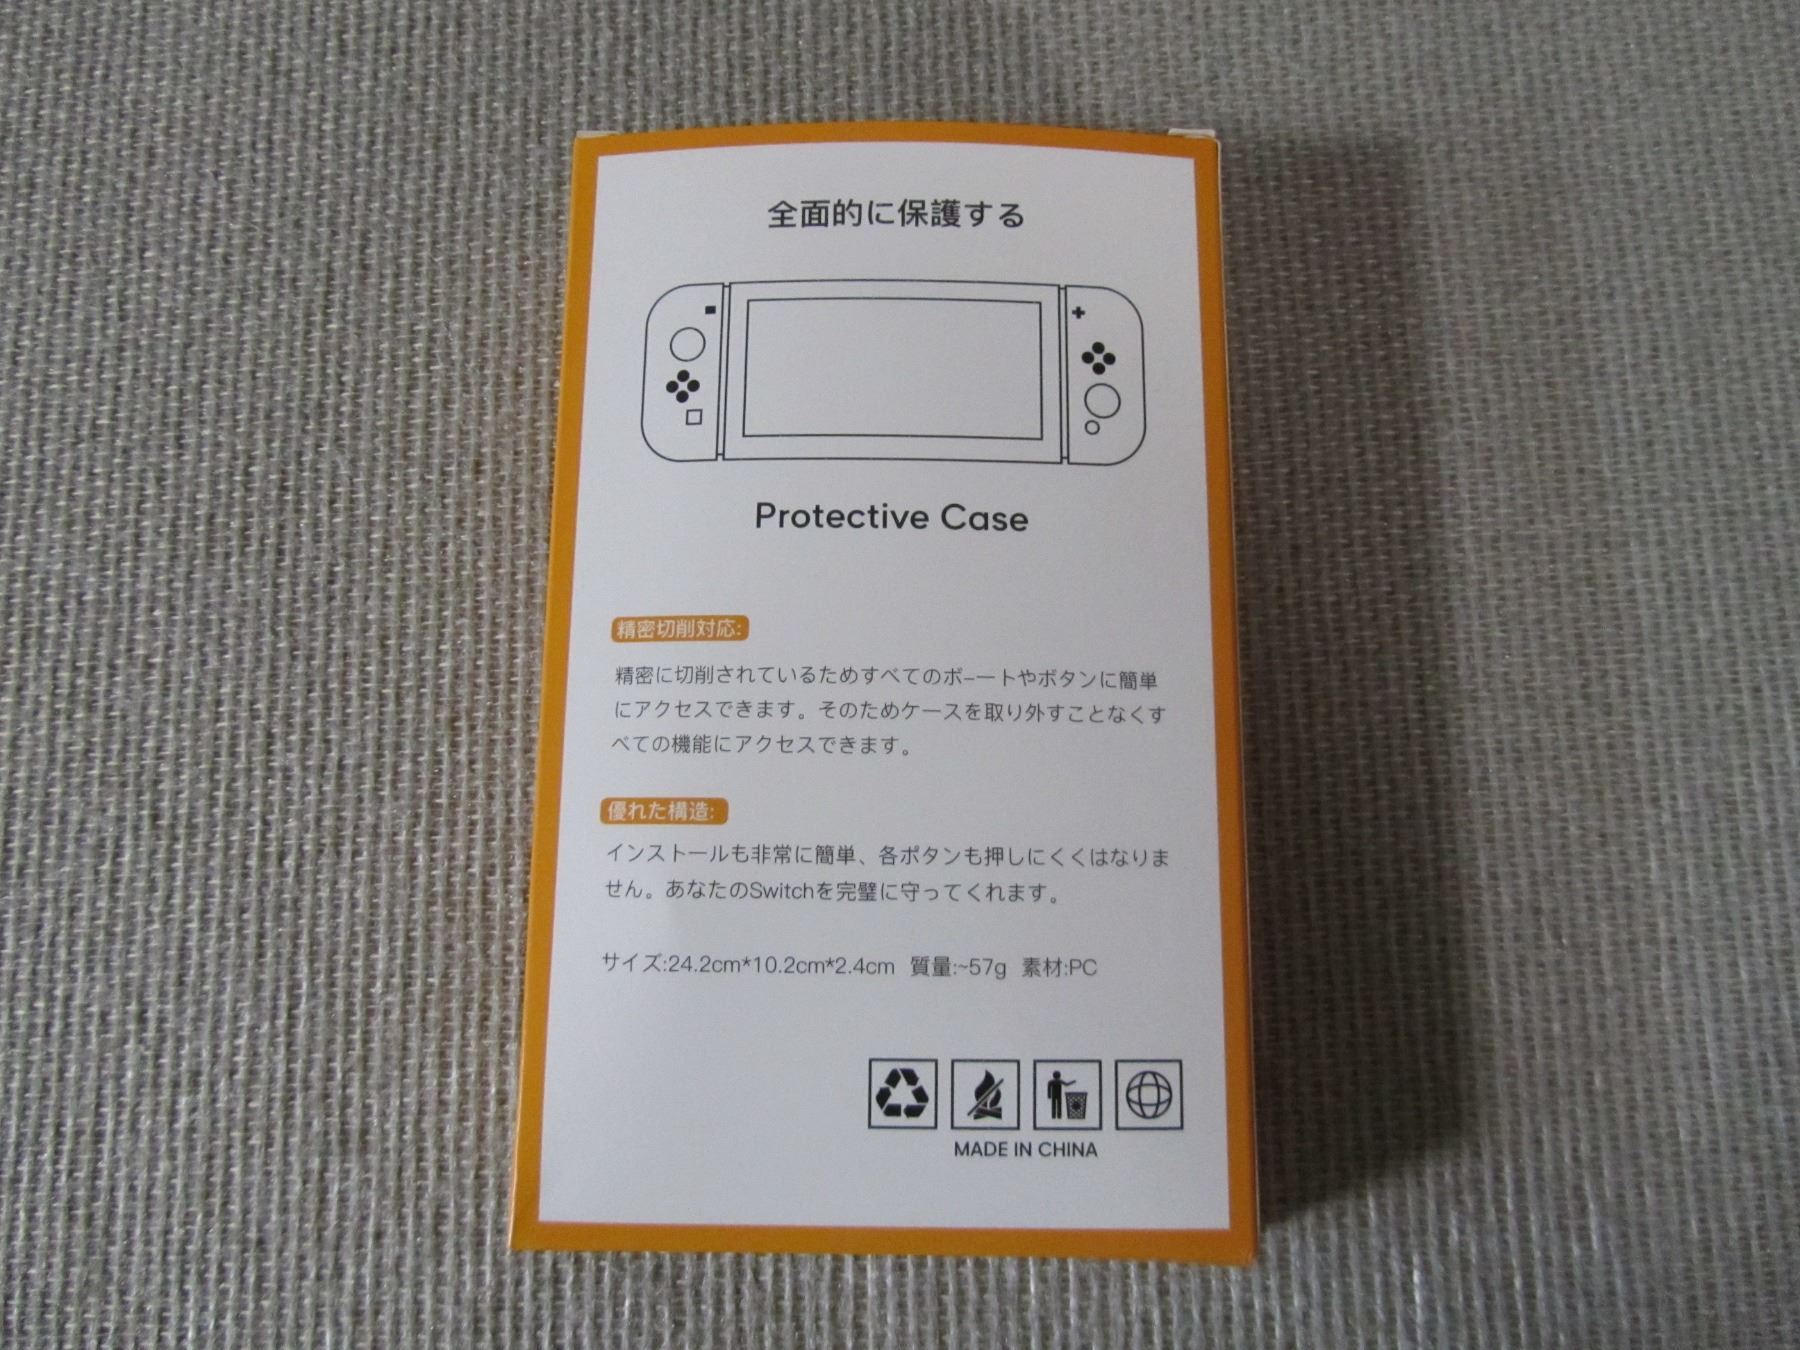 全面的に保護する
Protective Case
精密切削対応:
精密に切削されているためすべてのボ-ートやボタンに簡単
にアクセスできます。そのためケースを取り外すことなくす
べての機能にアクセスできます。
優れた構造:
インストールも非常に簡単、各ボタンも押しにくくはなりま
せん。あなたのSwitchを完璧に守ってくれます。
サイズ:24.2cm*10.2cm*2.4cm 質量:~57g 素材:PC
MADE IN CHINA